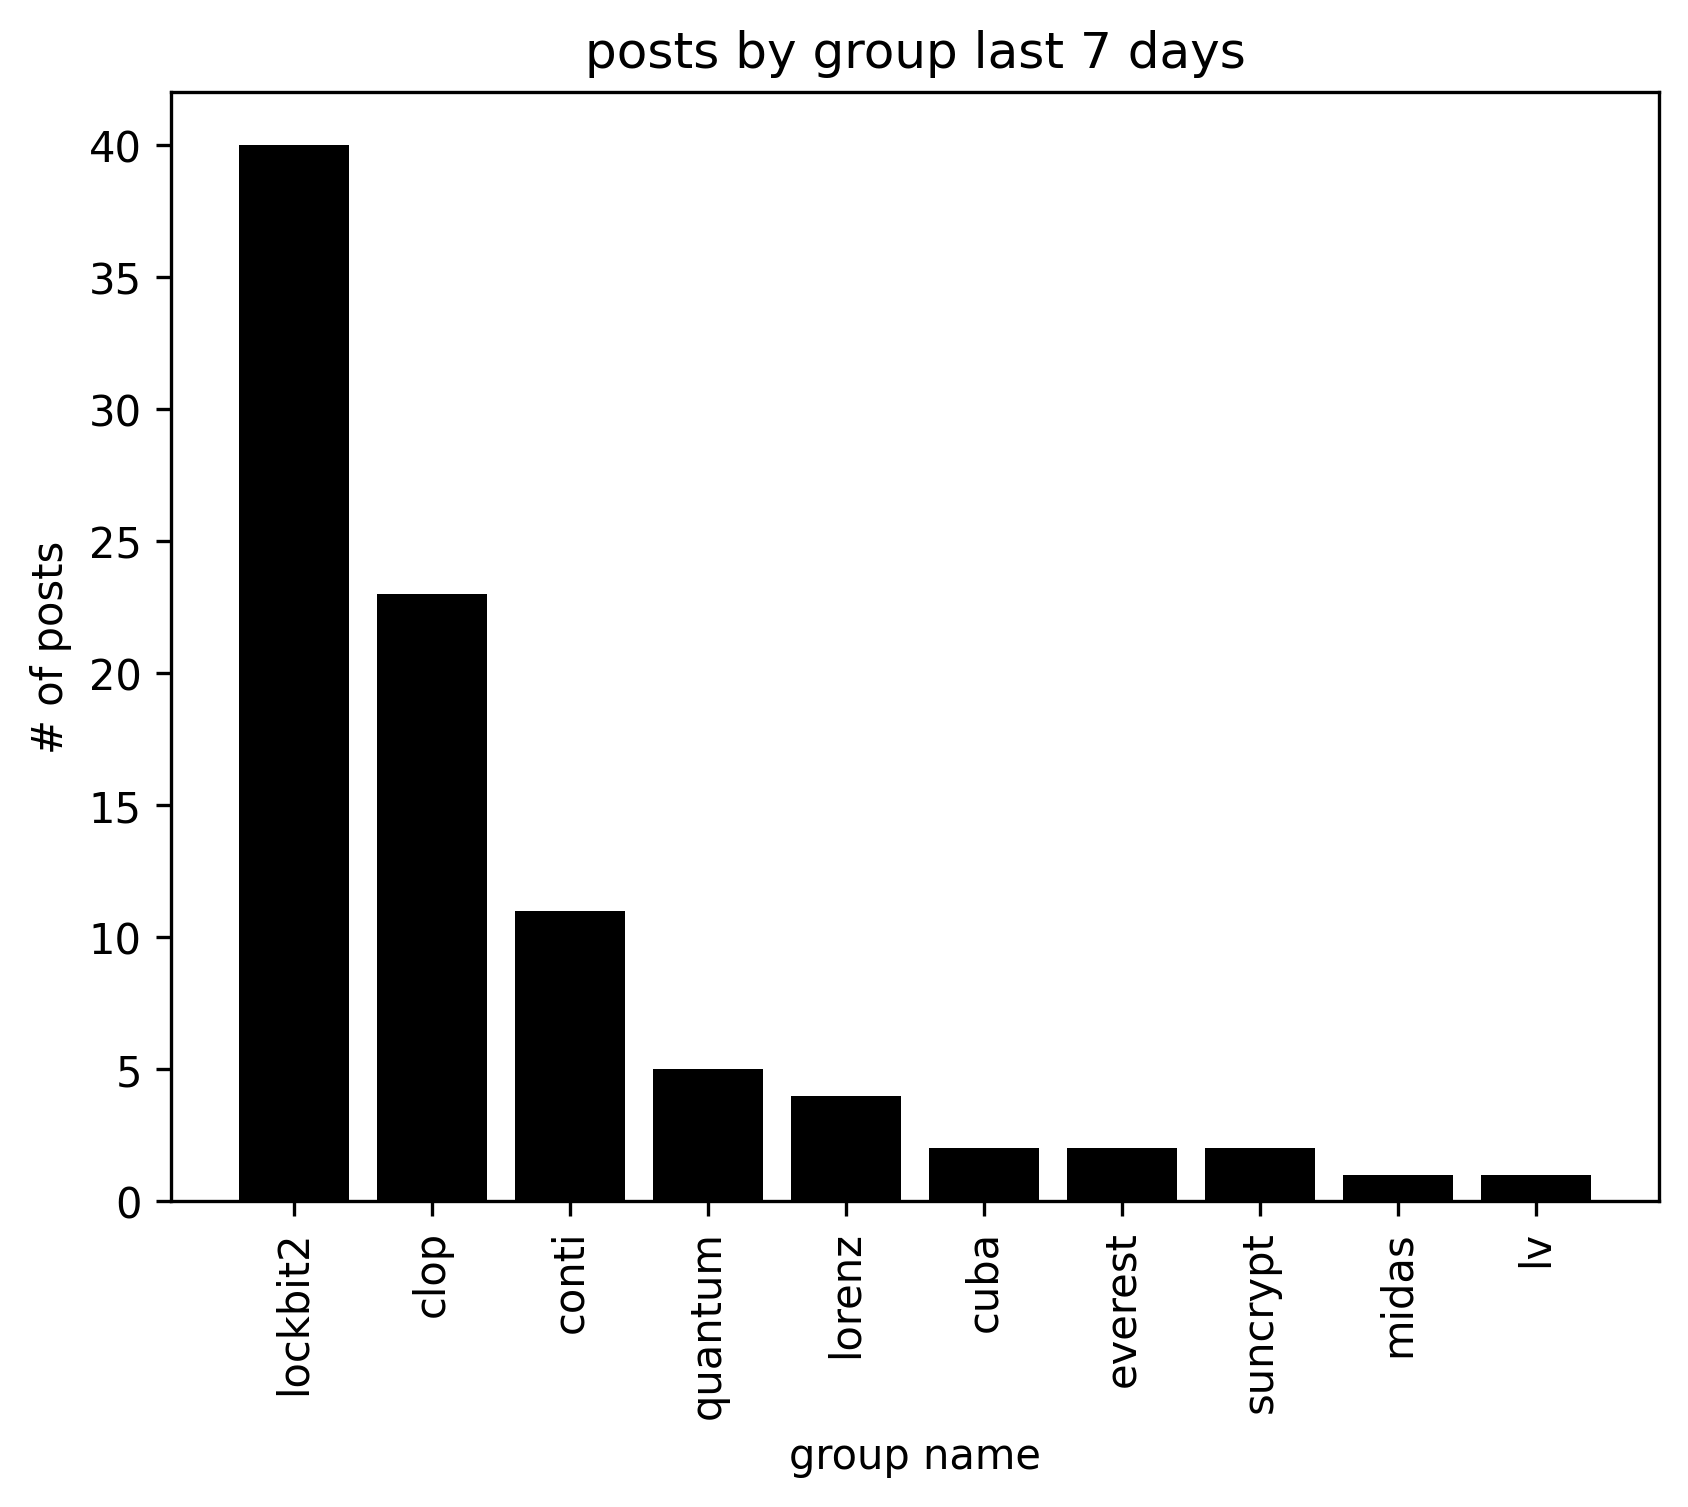 posts by group last 7 days
# of posts
40
35
30
25
20
15
10
5
0
lockbit2
clop
conti
quantum
lorenz
cuba
everest
suncrypt
midas
lv
group name